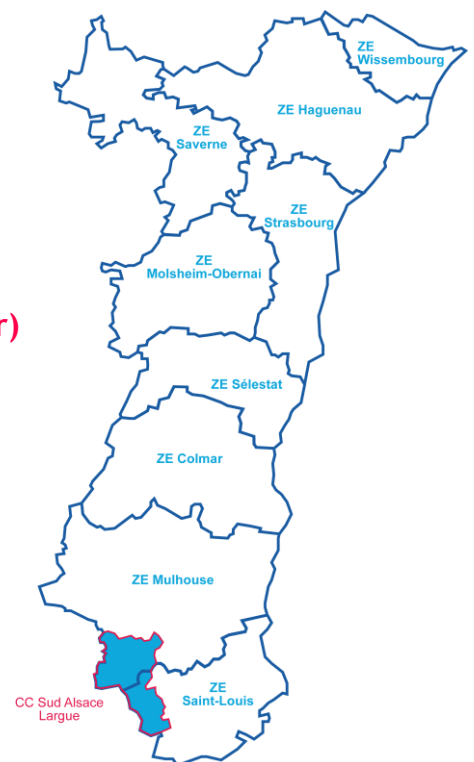 ZE
Wissembourg
ZE Haguenau
ZE
Saverne
ZE
Strasbourg
ZE
Molsheim-Obernai
r)
ZE Sélestat
ZE Colmar
ZE Mulhouse
CC Sud Alsace
Largue
ZE
Saint-Louis